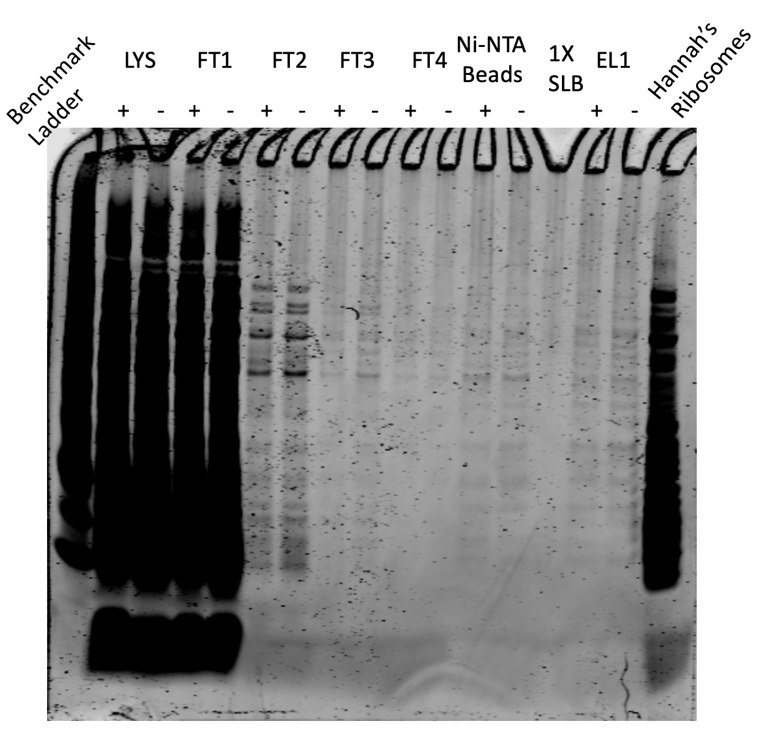 Benchmark
Ladder
LYS
FT1
FT2
FT3
FT4
Ni-NTA
Beads
1X
SLB
EL1
Hannah's
Ribosomes
+ - + - + - + - + - + - + -